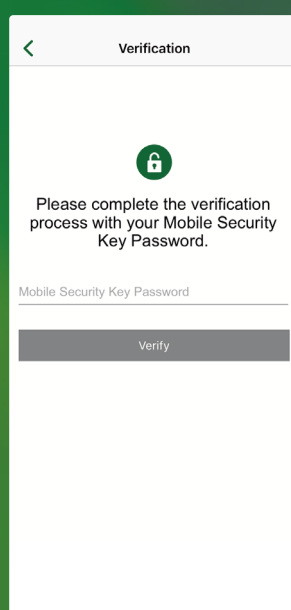 Verification
Please complete the verification
process with your Mobile Security
Key Password.
Mobile Security Key Password
Verify